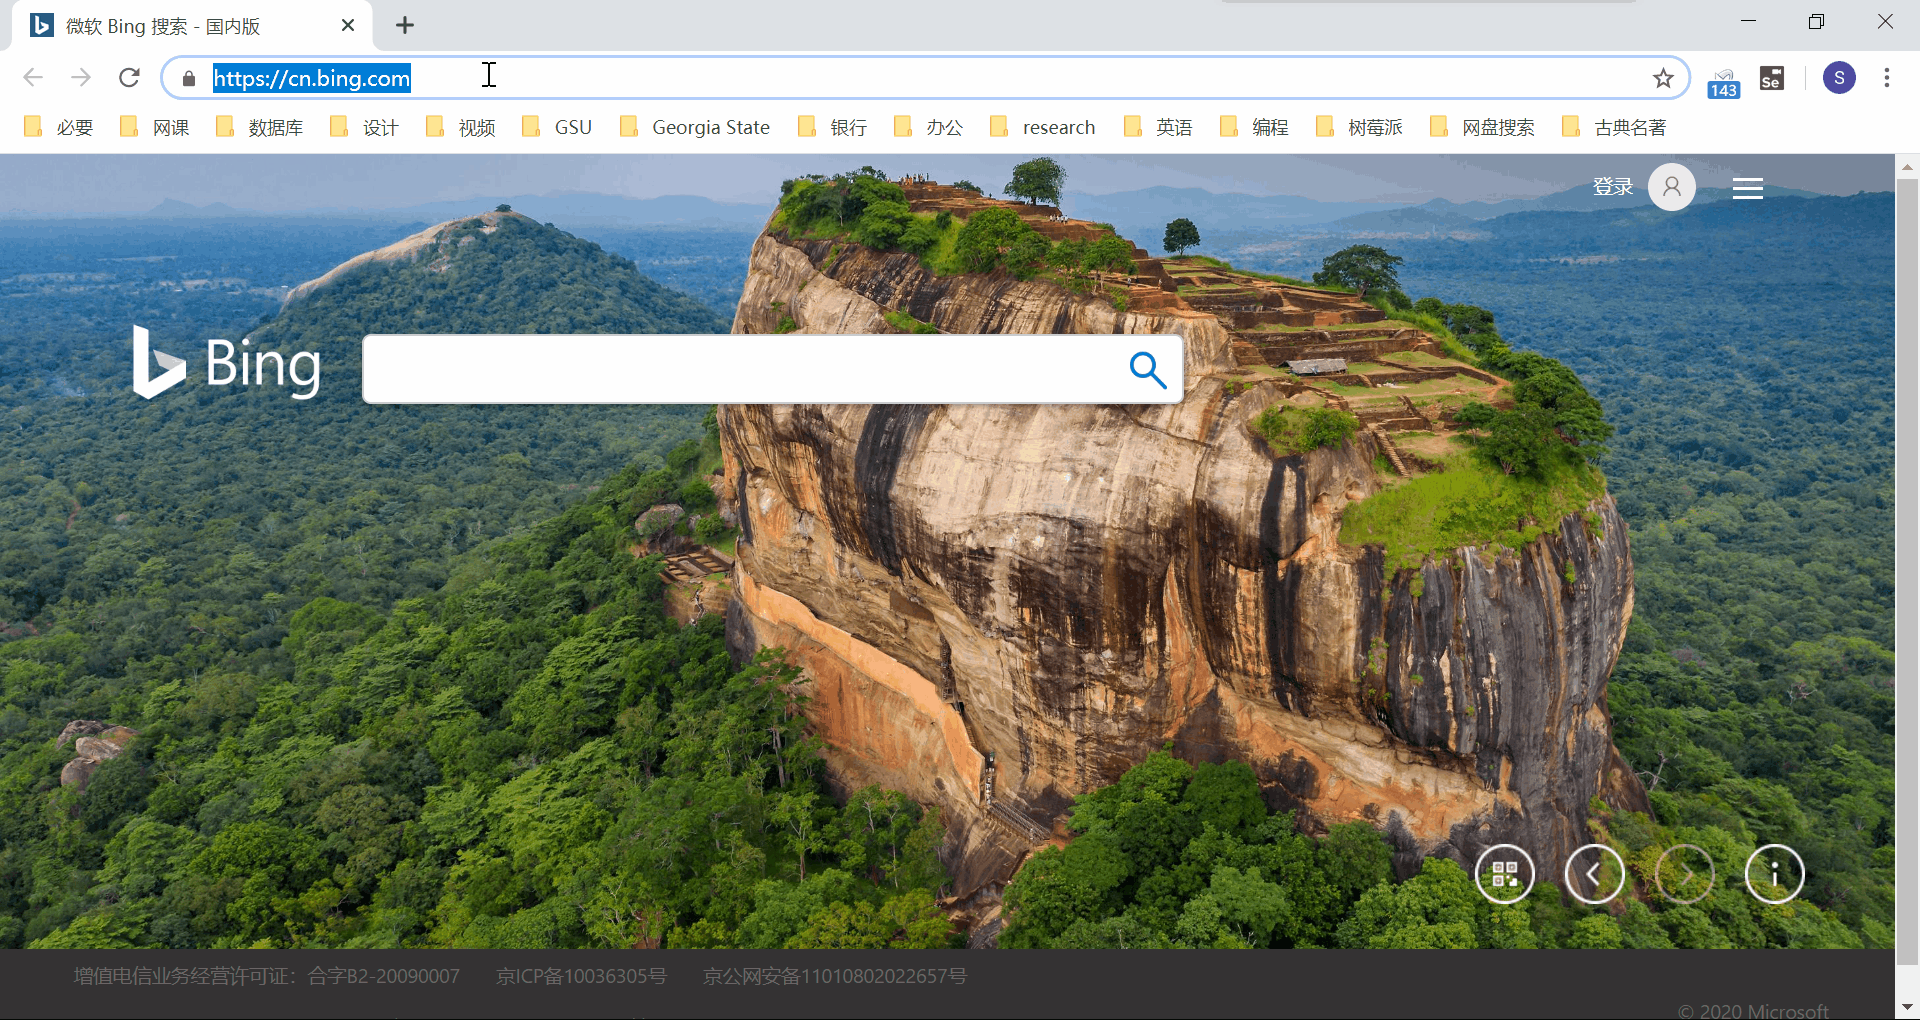 微软 Bing 搜索 - 国内版
https://cn.bing.com
143
Se
S
必要 网课 数据库 设计 视频 GSU Georgia State 银行 办公 research 英语 编程 树莓派 网盘搜索 古典名著
登录
Bing
增值电信业务经营许可证：合字B2-20090007 京ICP备10036305号 京公网安备11010802022657号
© 2020 Microsoft